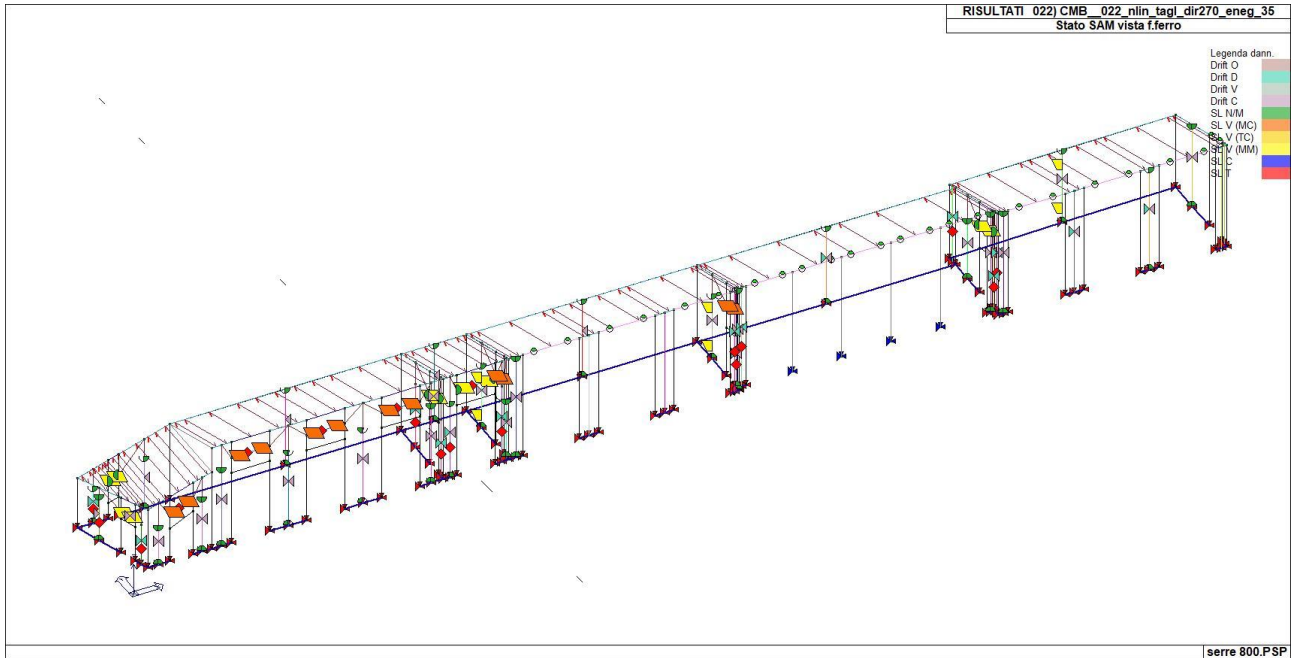 RISULTATI 022) CMB__022_nlin_tagl_dir270_eneg_35
Stato SAM vista f.ferro
Legenda dann.
Drift O
Drift D
Drift V
Drift C
SL N/M
SL V (MC)
SL V (TC)
SL V (MM)
SL C
SL T
serre 800.PSP